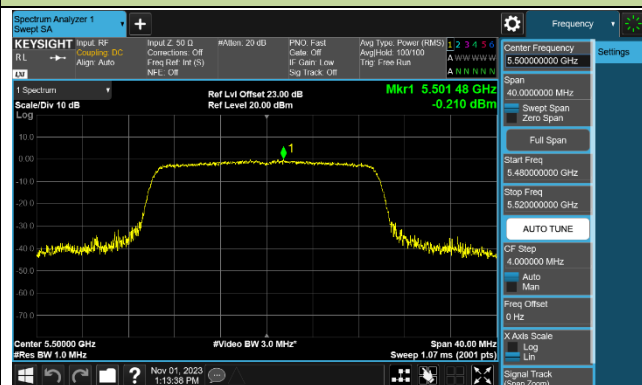 Spectrum Analyzer 1
Swept SA
+
Frequency
KEYSIGHT
Input: RF
Input Z: 50 Ω
#Atten: 20 dB
PNO: Fast
Avg Type: Power (RMS)
1 2 3 4 5 6
RL
Coupling: DC
Corrections: Off
Gate: Off
Avg|Hold: 100/100
A W W W W W
Align: Auto
Freq Ref: Int (S)
IF Gain: Low
Trig: Free Run
NFE: Off
Sig Track: Off
A N N N N N
LXI
Center Frequency
5.500000000 GHz
Settings
Span
40.0000000 MHz
Swept Span
Zero Span
Full Span
Start Freq
5.480000000 GHz
Stop Freq
5.520000000 GHz
AUTO TUNE
CF Step
4.000000 MHz
Auto
Man
Freq Offset
0 Hz
X Axis Scale
Log
Lin
Signal Track
(Span Zoom)
1 Spectrum
Ref Lvl Offset 23.00 dB
Mkr1 5.501 48 GHz
Scale/Div 10 dB
Ref Level 20.00 dBm
-0.210 dBm
Log
10.0
0.00
-10.0
-20.0
-30.0
-40.0
-50.0
-60.0
-70.0
1
Center 5.50000 GHz
#Video BW 3.0 MHz*
Span 40.00 MHz
#Res BW 1.0 MHz
Sweep 1.07 ms (2001 pts)
Nov 01, 2023
1:13:38 PM